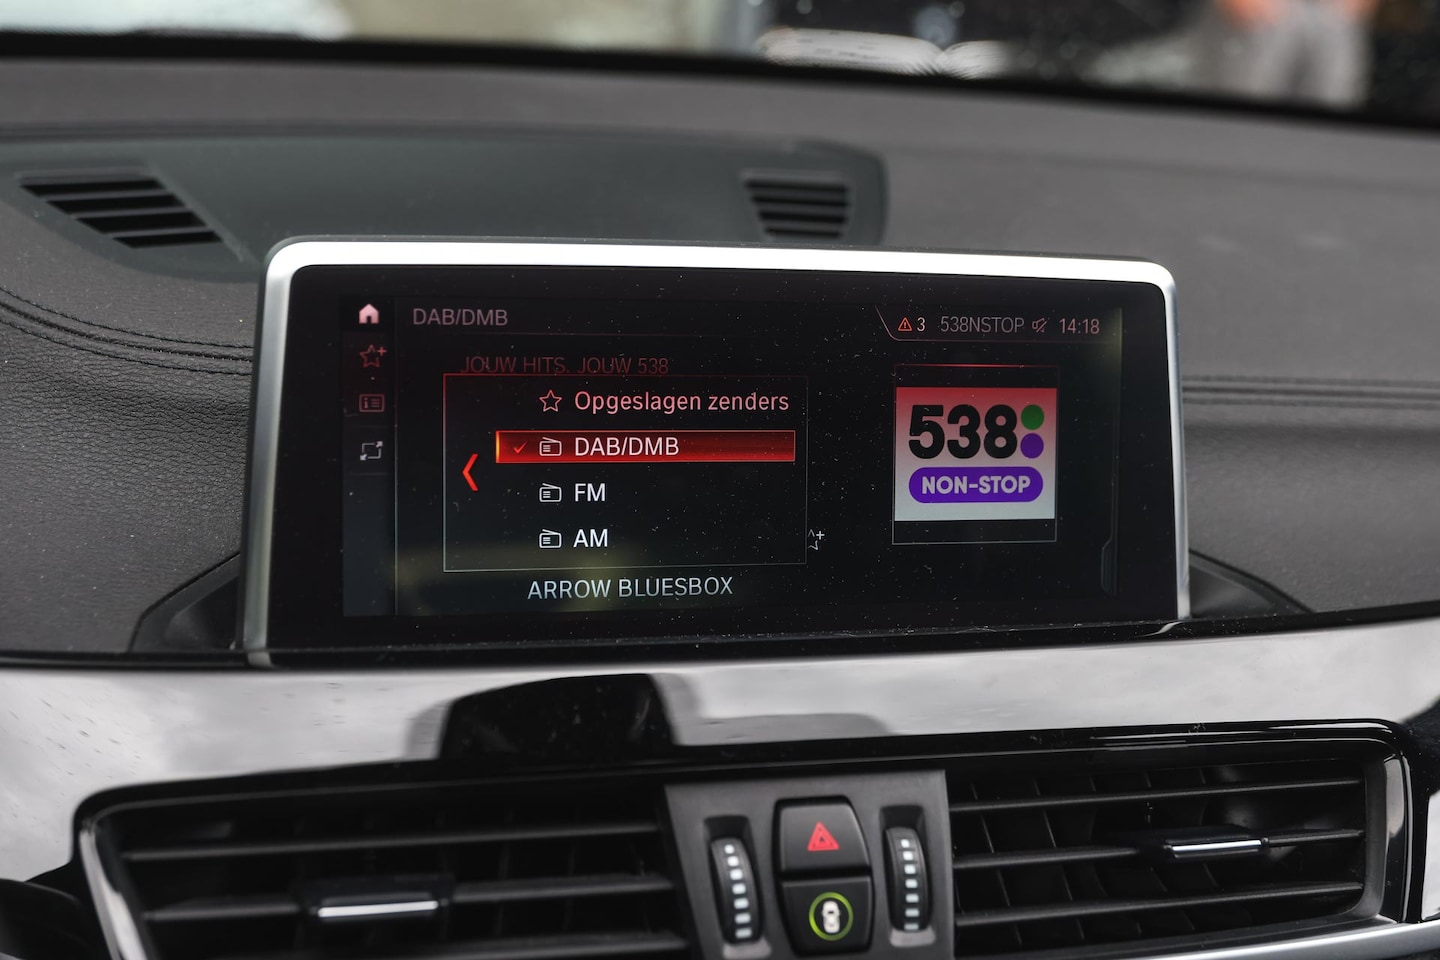 DAB/DMB
3 538NSTOP 14:18
JOUW HITS. JOUW 538
Opgeslagen zenders
DAB/DMB
FM
AM
ARROW BLUESBOX
538
NON-STOP